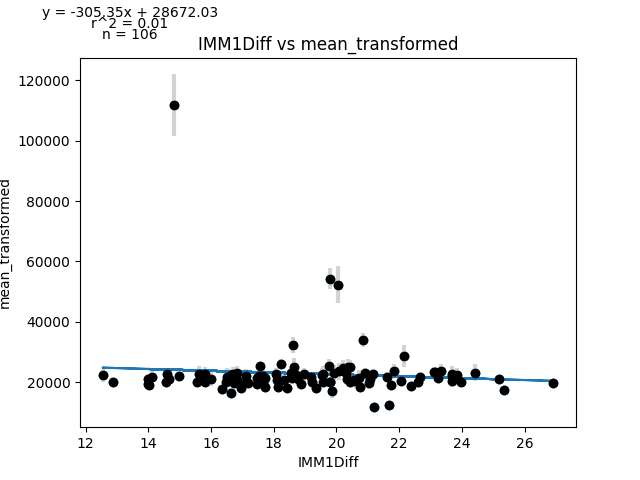 y = -305.35x + 28672.03
r^2 = 0.01
n = 106
IMM1Diff vs mean_transformed
120000
100000
80000
60000
40000
20000
mean_transformed
12 14 16 18 20 22 24 26
IMM1Diff